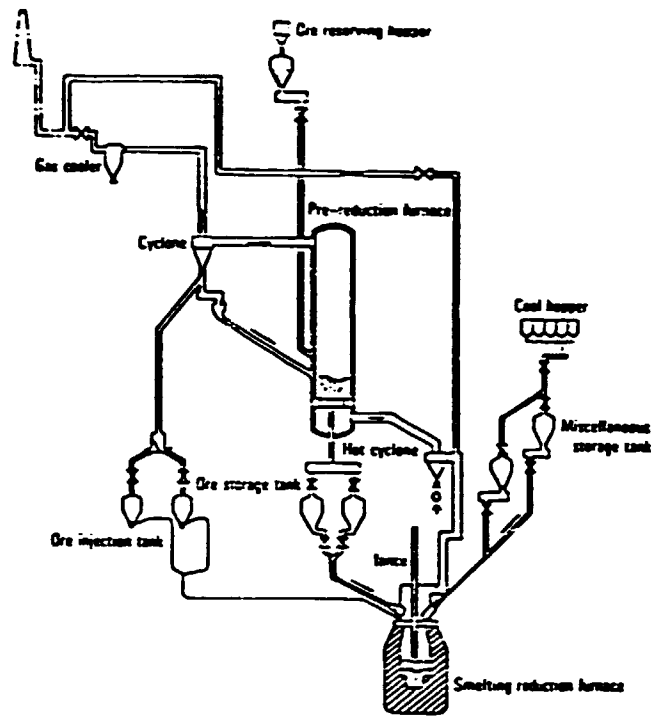 Ore reserving hopper
Gas cooler
Pre-reduction furnace
Cyclone
Coal hopper
Miscellaneous
storage tank
Hot cyclone
Ore storage tank
Ore injection tank
lance
Smelting reduction furnace